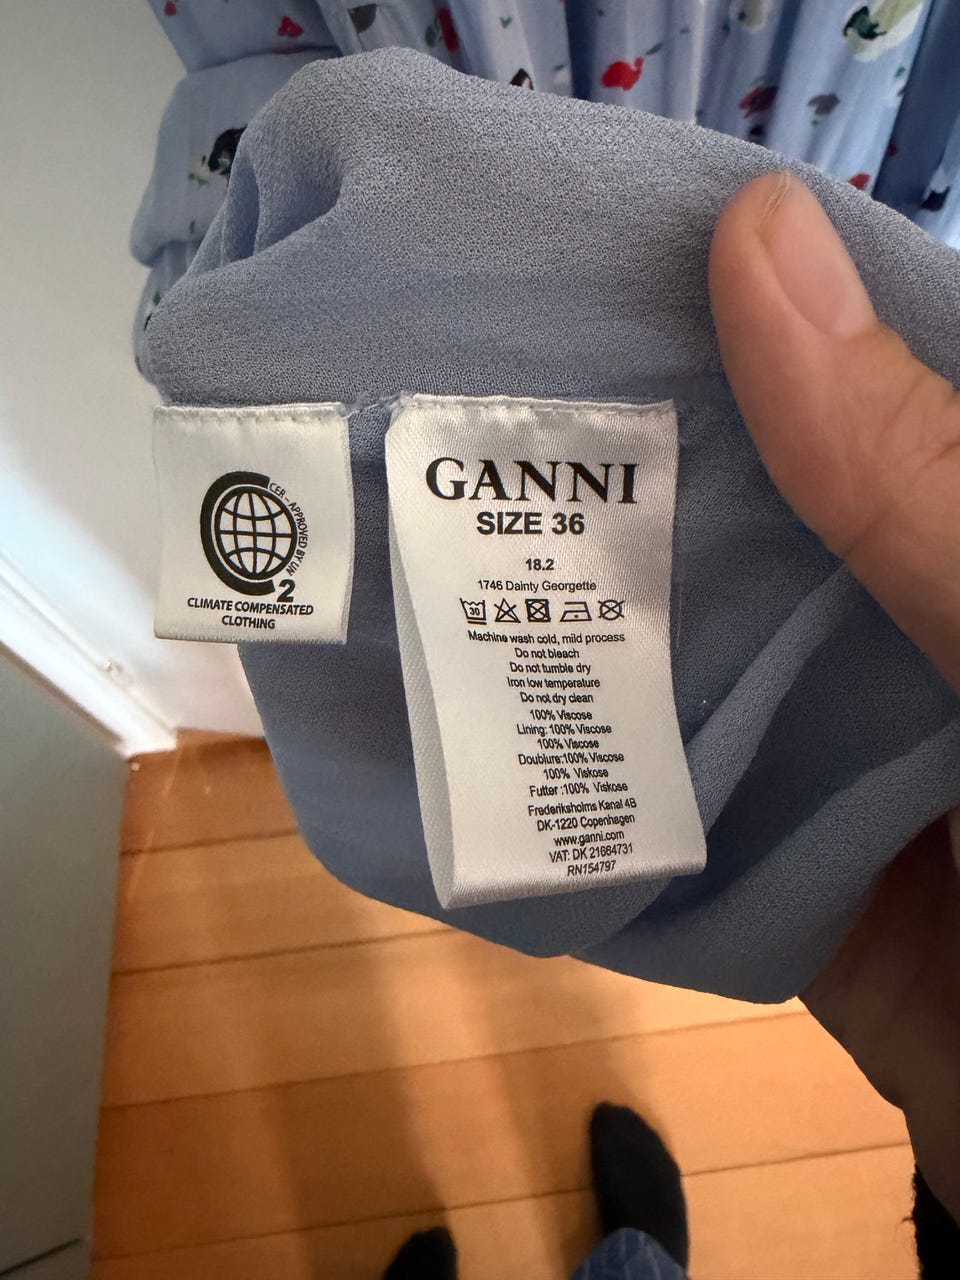 CER - APPROVED BY UN
C2
CLIMATE COMPENSATED
CLOTHING
GANNI
SIZE 36
18.2
1746 Dainty Georgette
30
Machine wash cold, mild process
Do not bleach
Do not tumble dry
Iron low temperature
Do not dry clean
100% Viscose
Lining: 100% Viscose
100% Viscose
Doublure:100% Viscose
100% Viskose
Futter :100% Viskose
Frederiksholms Kanal 4B
DK-1220 Copenhagen
www.ganni.com
VAT: DK 21684731
RN154797